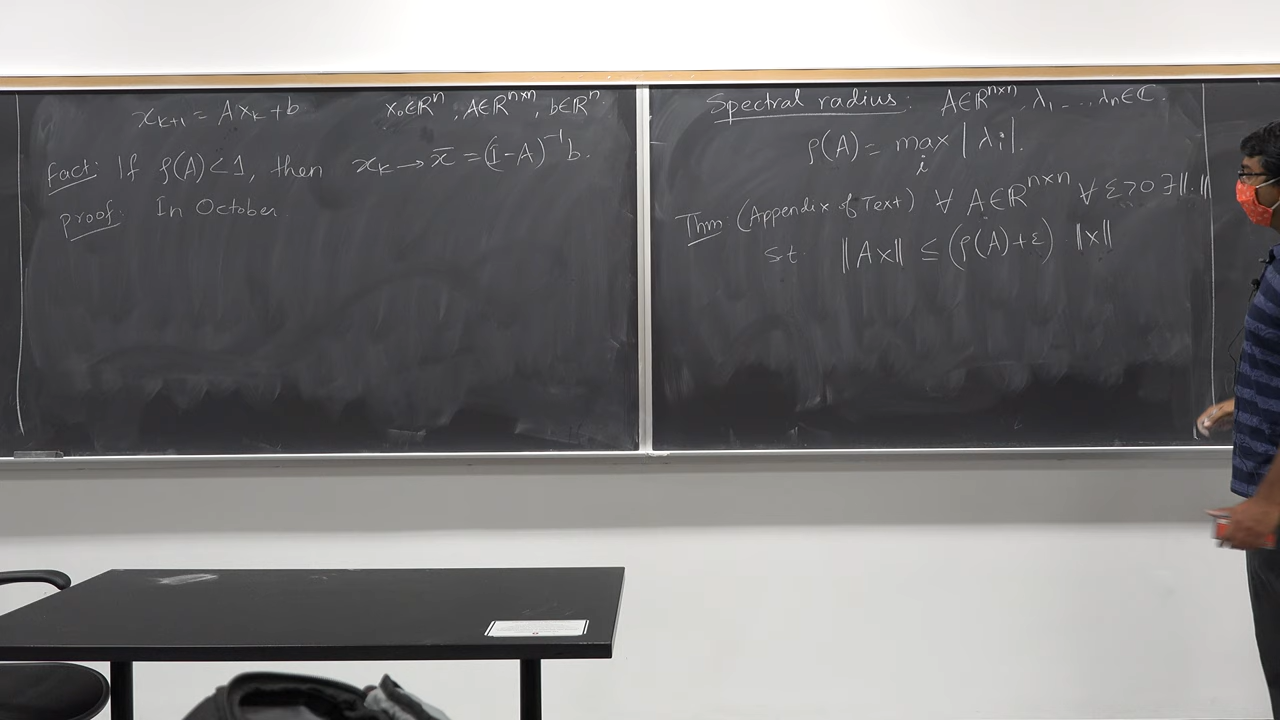 x_{k+1} = Ax_k + b    x_0 ∈ ℝ^n, A ∈ ℝ^{n×n}, b ∈ ℝ^n.
Fact: If ρ(A) < 1, then x_k → x̄ = (I - A)^{-1} b.
proof: In October.
Spectral radius: A ∈ ℝ^{n×n}, λ_1 ... λ_n ∈ ℂ.
ρ(A) = max_i |λ_i|.
Thm: (Appendix of Text) ∀ A ∈ ℝ^{n×n} ∀ ε > 0 ∃ ‖·‖
s.t. ‖Ax‖ ≤ (ρ(A) + ε) · ‖x‖